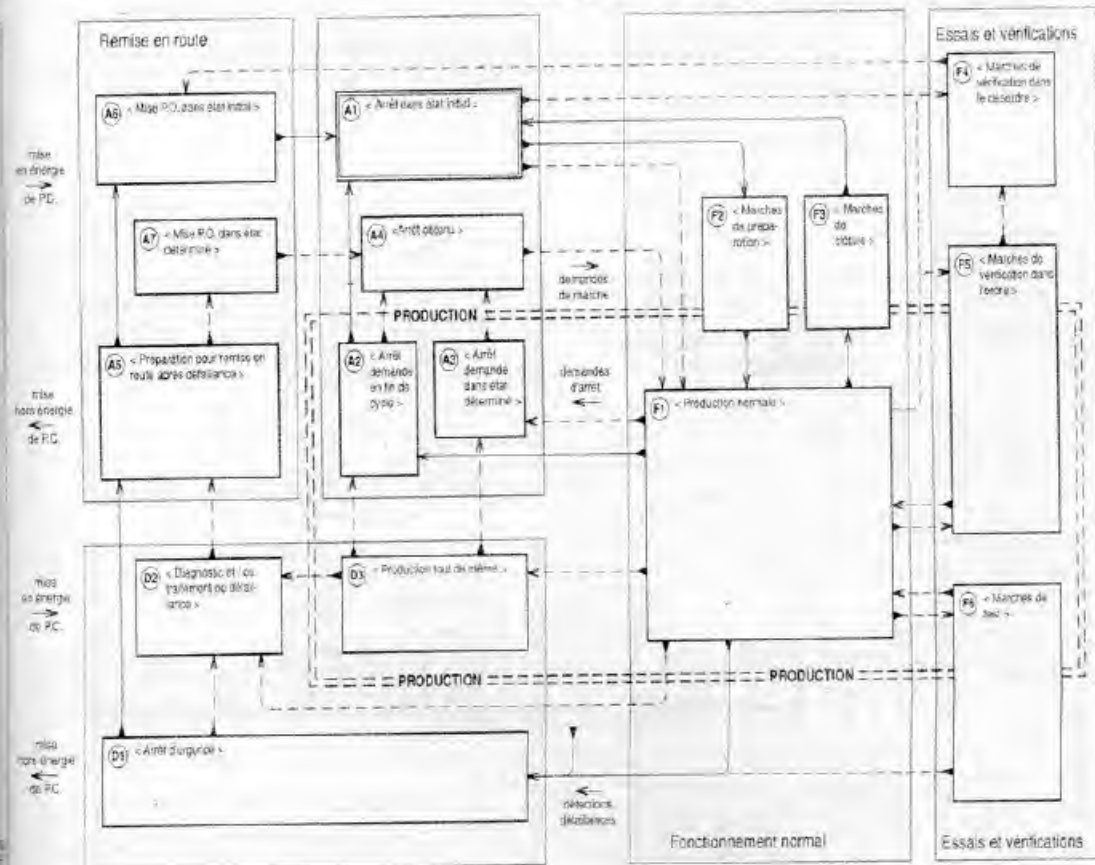 Remise en route
Essais et vérifications
A6 < Mise P.O. dans état initial >
A1 < Arrêt dans état initial >
F4 < Marches de
vérification dans
le désordre >
mise
en énergie
de P.O.
A7 < Mise P.O. dans état
déterminé >
A4 < Arrêt obtenu >
F2 < Marches
de prépa-
ration >
F3 < Marches
de
clôture >
F5 < Marches de
vérification dans
l'ordre >
demandes
de marche
PRODUCTION
A5 < Préparation pour remise en
route après défaillance >
A2 < Arrêt
demandé
en fin de
cycle >
A3 < Arrêt
demandé
dans état
déterminé >
demandes
d'arrêt
F1 < Production normale >
mise
hors énergie
de P.C.
D2 < Diagnostic et / ou
traitement de défail-
lance >
D3 < Production tout de même >
mise
en énergie
de P.C.
F6 < Marches de
test >
PRODUCTION
PRODUCTION
D1 < Arrêt d'urgence >
mise
hors énergie
de P.C.
détections
défaillances
Fonctionnement normal
Essais et vérifications